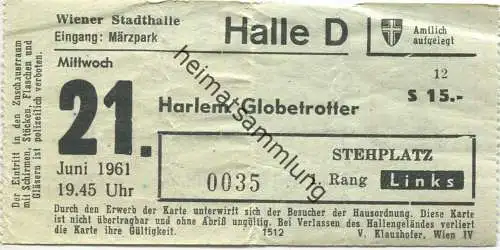 Wiener Stadthalle
Eingang: Märzpark
Halle D
Amtlich
aufgelegt
Mittwoch
21.
Juni 1961
19.45 Uhr
12
S 15.-
Harlem Globetrotter
0035
STEHPLATZ
Rang Links
Der Eintritt in den Zuschauerraum
mit Schirmen, Stöcken, Flaschen und
Gläsern ist polizeilich verboten.
Durch den Erwerb der Karte unterwirft sich der Besucher der Hausordnung. Diese Karte
ist nicht übertragbar und ohne Abriß ungültig. Bei Verlassen des Hallengeländes verliert
die Karte ihre Gültigkeit.
1512
V. Klaushofer. Wien IV
heimatsammlung